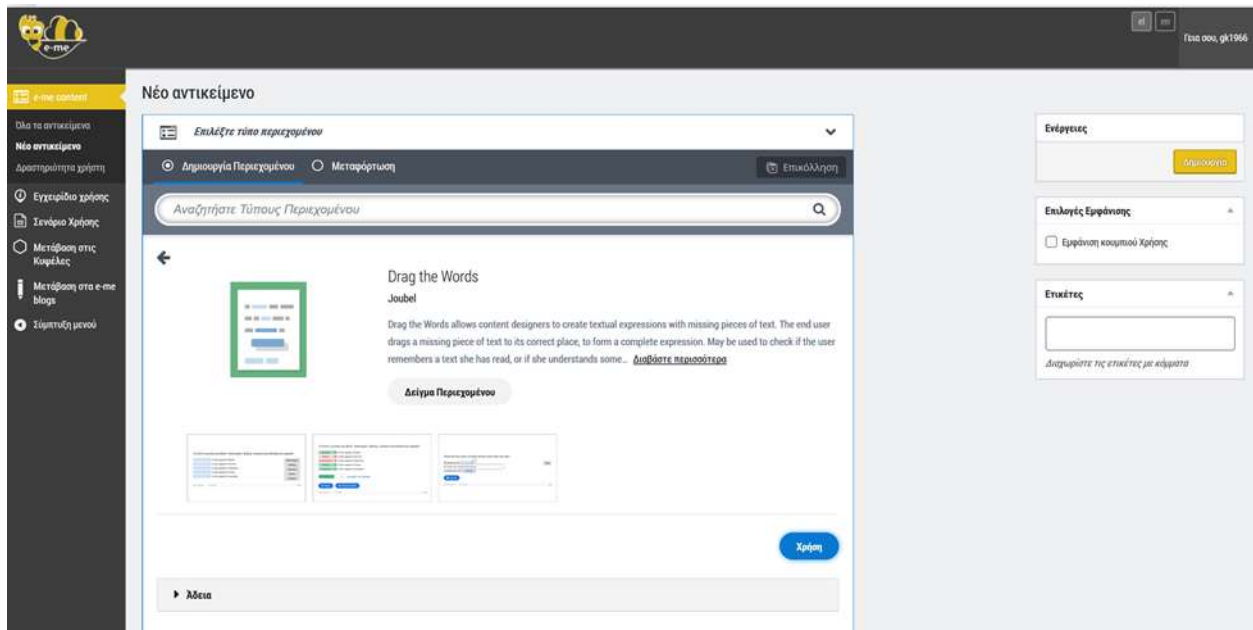 e-me
el
en
Γεια σου, gk1966
e-me content
Όλα τα αντικείμενα
Νέο αντικείμενο
Δραστηριότητα χρήστη
Εγχειρίδιο χρήσης
Σενάριο Χρήσης
Μετάβαση στις
Κυψέλες
Μετάβαση στα e-me
blogs
Σύμπτυξη μενού
Νέο αντικείμενο
Επιλέξτε τύπο περιεχομένου
Δημιουργία Περιεχομένου
Μεταφόρτωση
Επικόλληση
Αναζητήστε Τύπους Περιεχομένου
Drag the Words
Joubel
Drag the Words allows content designers to create textual expressions with missing pieces of text. The end user
drags a missing piece of text to its correct place, to form a complete expression. May be used to check if the user
remembers a text she has read, or if she understands some... Διαβάστε περισσότερα
Δείγμα Περιεχομένου
Χρήση
Άδεια
Ενέργειες
Δημιουργία
Επιλογές Εμφάνισης
Εμφάνιση κουμπιού Χρήσης
Ετικέτες
Διαχωρίστε τις ετικέτες με κόμματα